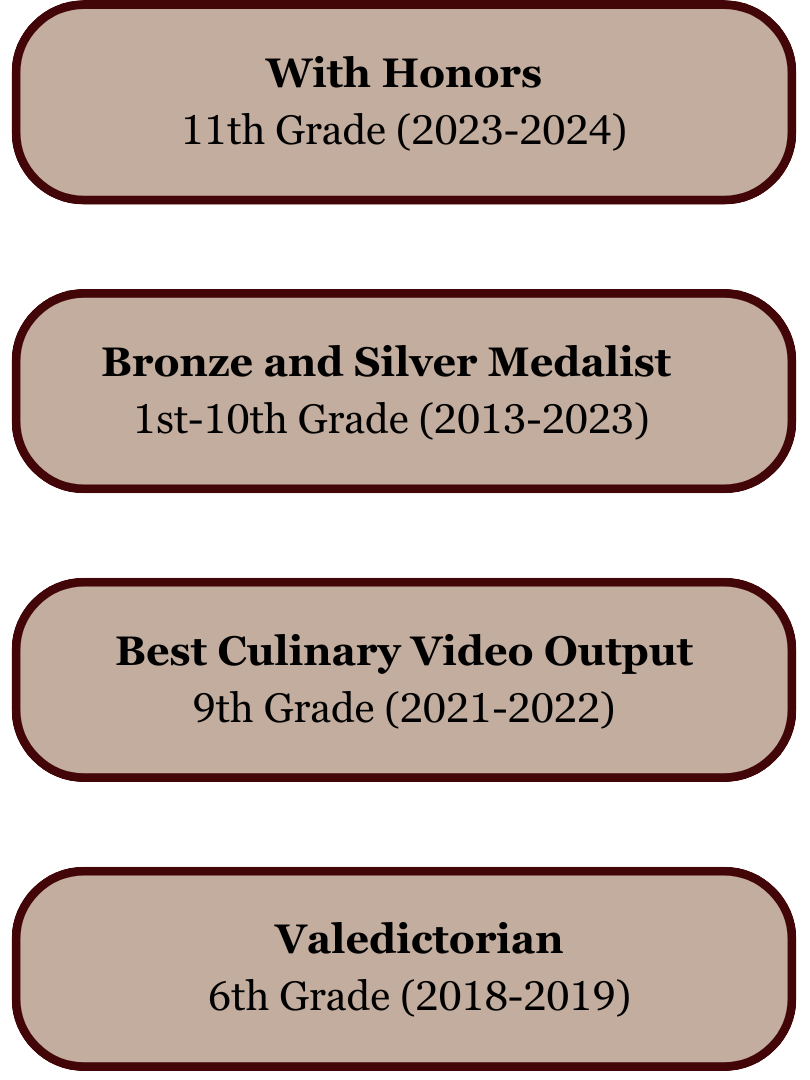 With Honors
11th Grade (2023-2024)
Bronze and Silver Medalist
1st-10th Grade (2013-2023)
Best Culinary Video Output
9th Grade (2021-2022)
Valedictorian
6th Grade (2018-2019)